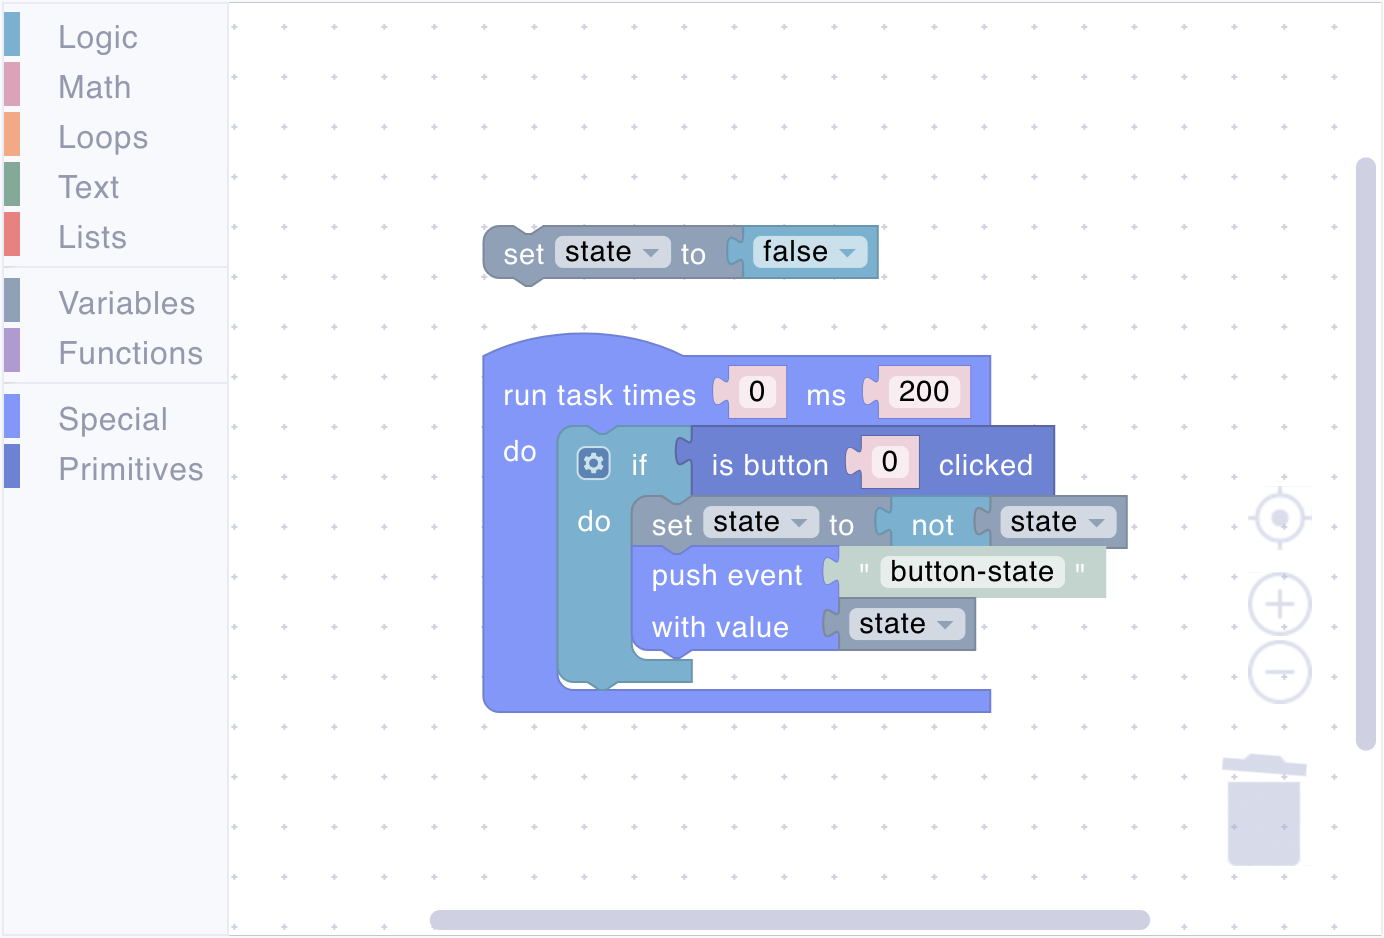 Logic
Math
Loops
Text
Lists
Variables
Functions
Special
Primitives
set state to false
run task times 0 ms 200
do if is button 0 clicked
do set state to not state
push event " button-state "
with value state